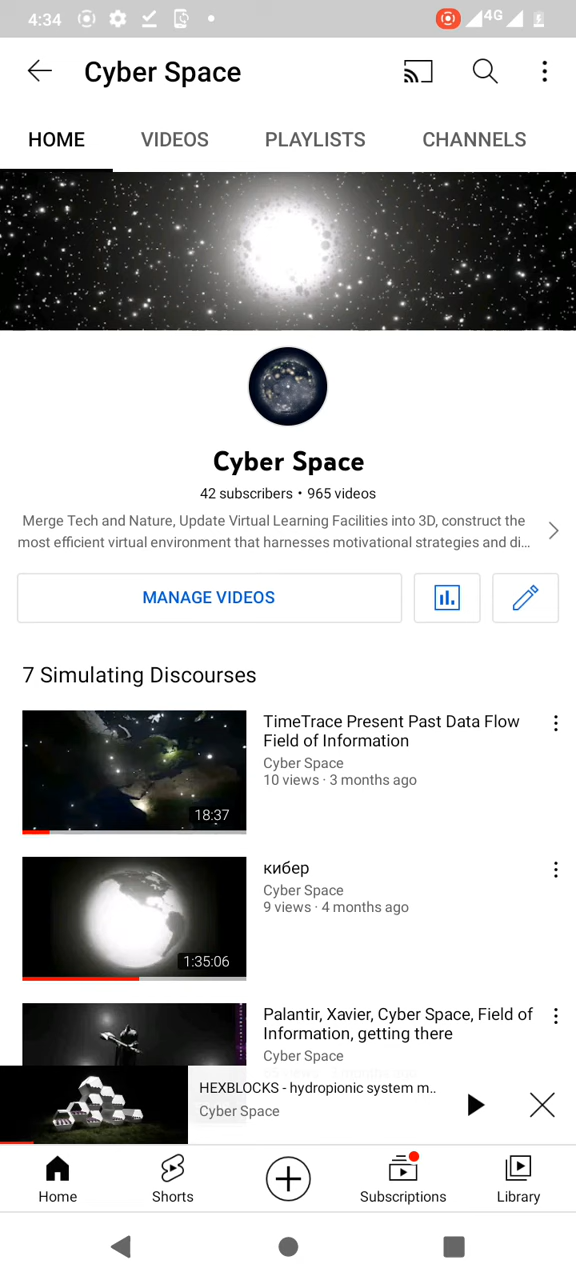 4:34
4G
Cyber Space
HOME
VIDEOS
PLAYLISTS
CHANNELS
Cyber Space
42 subscribers • 965 videos
Merge Tech and Nature, Update Virtual Learning Facilities into 3D, construct the
most efficient virtual environment that harnesses motivational strategies and di...
MANAGE VIDEOS
7 Simulating Discourses
18:37
TimeTrace Present Past Data Flow
Field of Information
Cyber Space
10 views · 3 months ago
1:35:06
кибер
Cyber Space
9 views · 4 months ago
Palantir, Xavier, Cyber Space, Field of
Information, getting there
Cyber Space
HEXBLOCKS - hydropionic system m..
Cyber Space
Home
Shorts
Subscriptions
Library